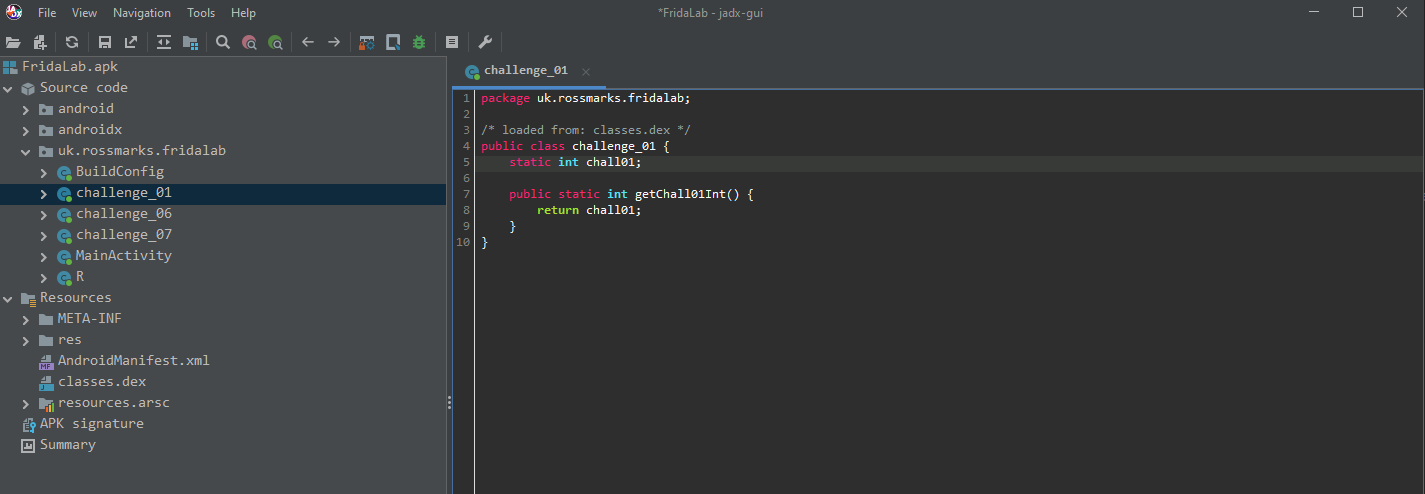 JADX File View Navigation Tools Help *FridaLab - jadx-gui
FridaLab.apk
Source code
android
androidx
uk.rossmarks.fridalab
BuildConfig
challenge_01
challenge_06
challenge_07
MainActivity
R
Resources
META-INF
res
MF AndroidManifest.xml
classes.dex
resources.arsc
APK signature
Summary
challenge_01
1 package uk.rossmarks.fridalab;
2
3 /* loaded from: classes.dex */
4 public class challenge_01 {
5     static int chall01;
6
7     public static int getChall01Int() {
8         return chall01;
9     }
10 }